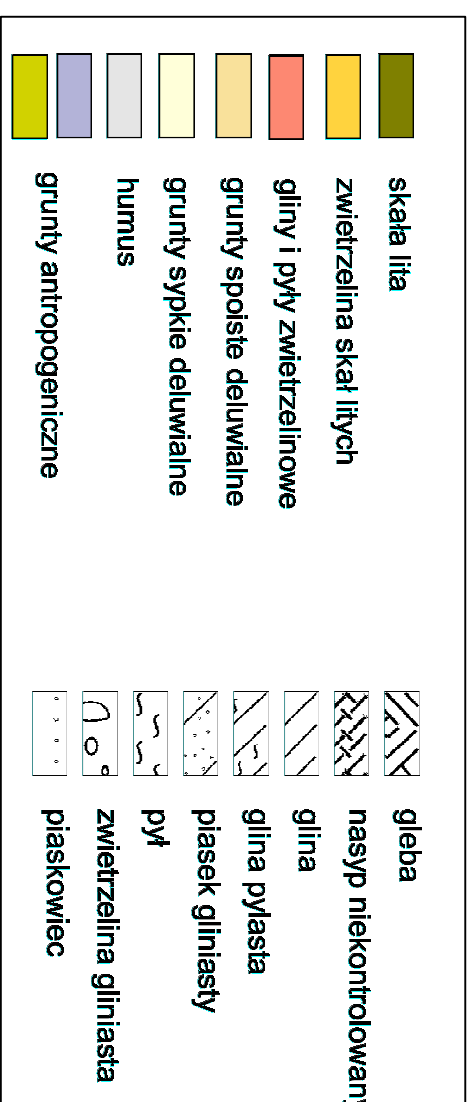 skała lita
zwietrzelina skał litych
gliny i pyły zwietrzelinowe
grunty spoiste deluwialne
grunty sypkie deluwialne
humus
grunty antropogeniczne
gleba
nasyp niekontrolowany
glina
glina pylasta
piasek gliniasty
pył
zwietrzelina gliniasta
piaskowiec